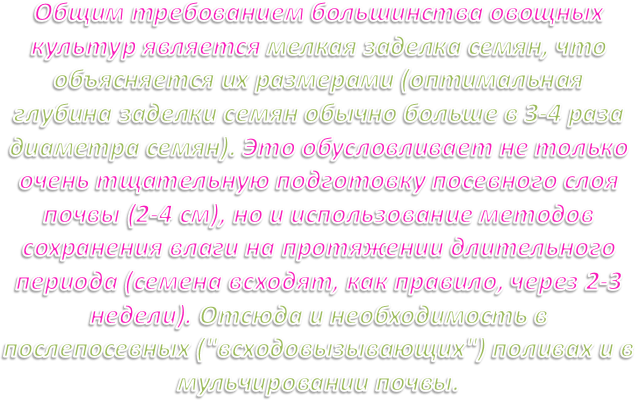 Общим требованием большинства овощных
культур является мелкая заделка семян, что
объясняется их размерами (оптимальная
глубина заделки семян обычно больше в 3-4 раза
диаметра семян). Это обусловливает не только
очень тщательную подготовку посевного слоя
почвы (2-4 см), но и использование методов
сохранения влаги на протяжении длительного
периода (семена всходят, как правило, через 2-3
недели). Отсюда и необходимость в
послепосевных ("всходовызывающих") поливах и в
мульчировании почвы.